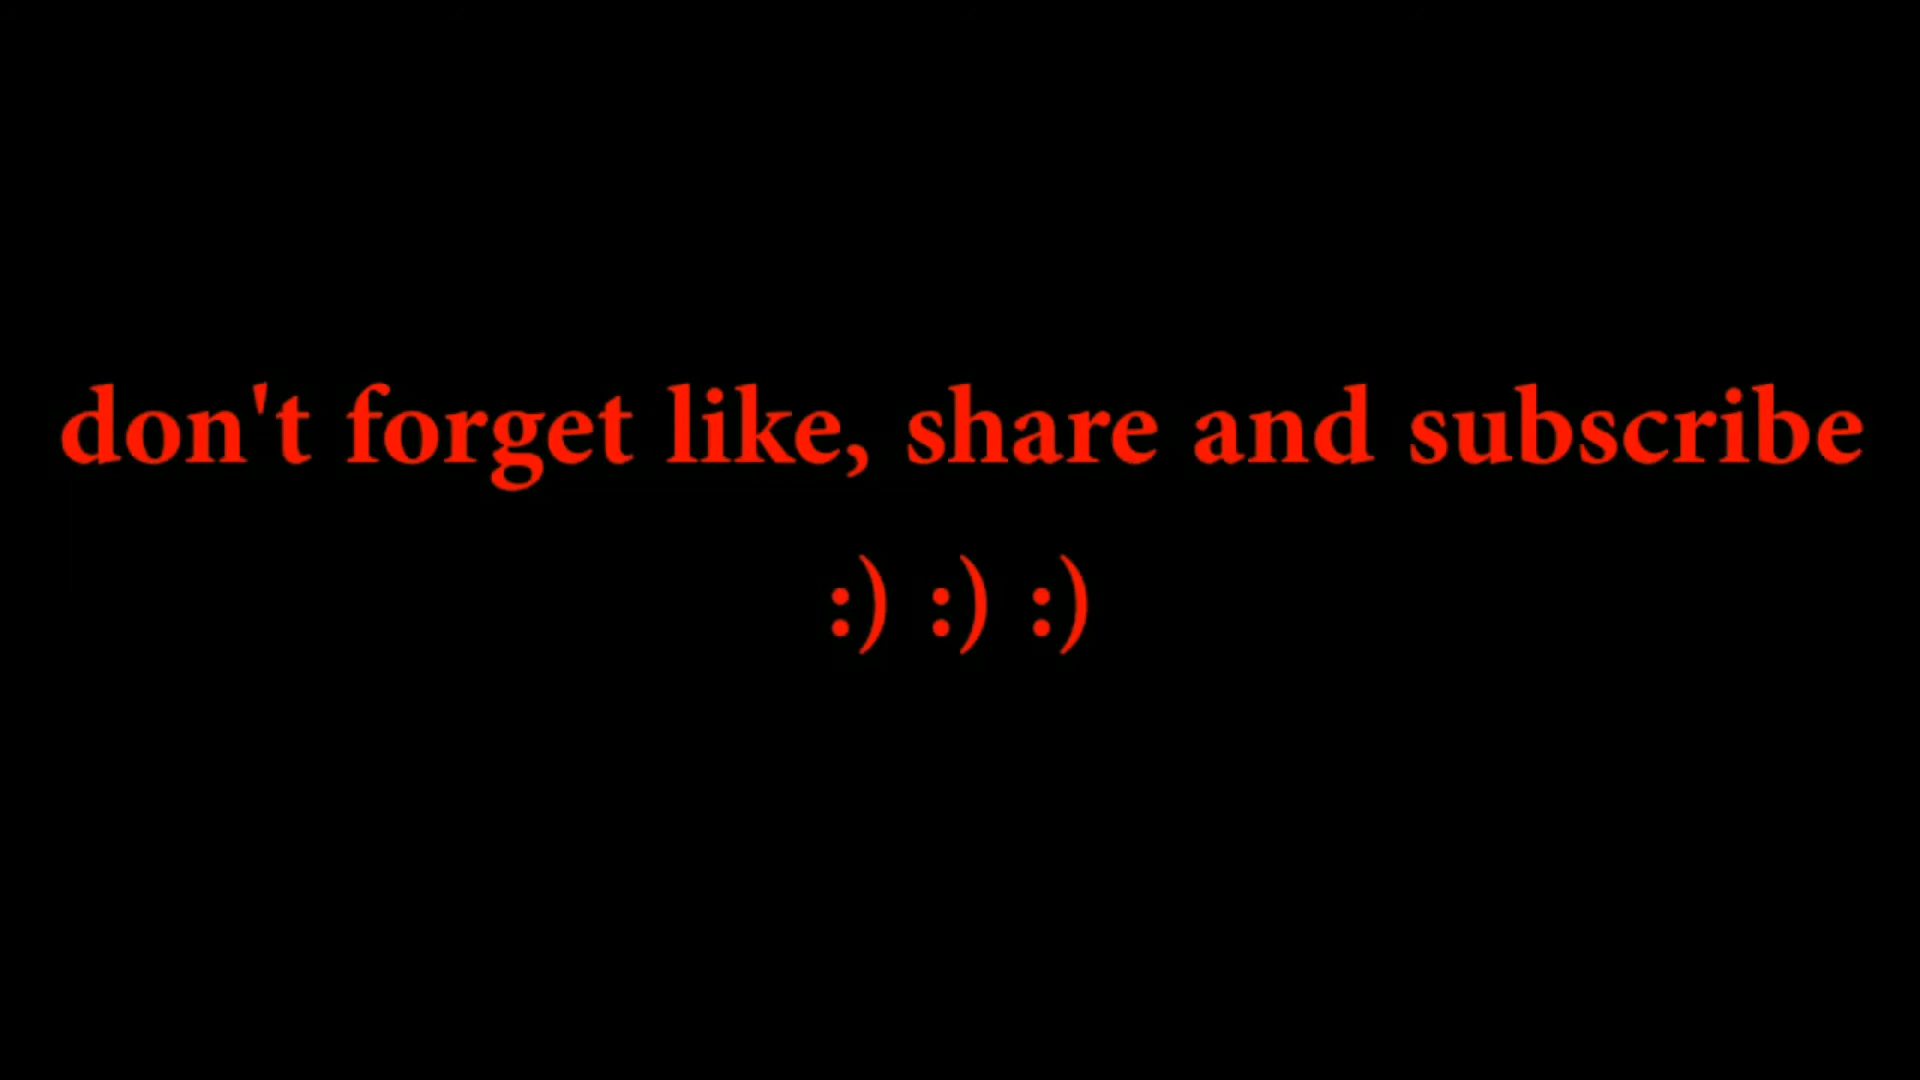 don't forget like, share and subscribe
:) :) :)